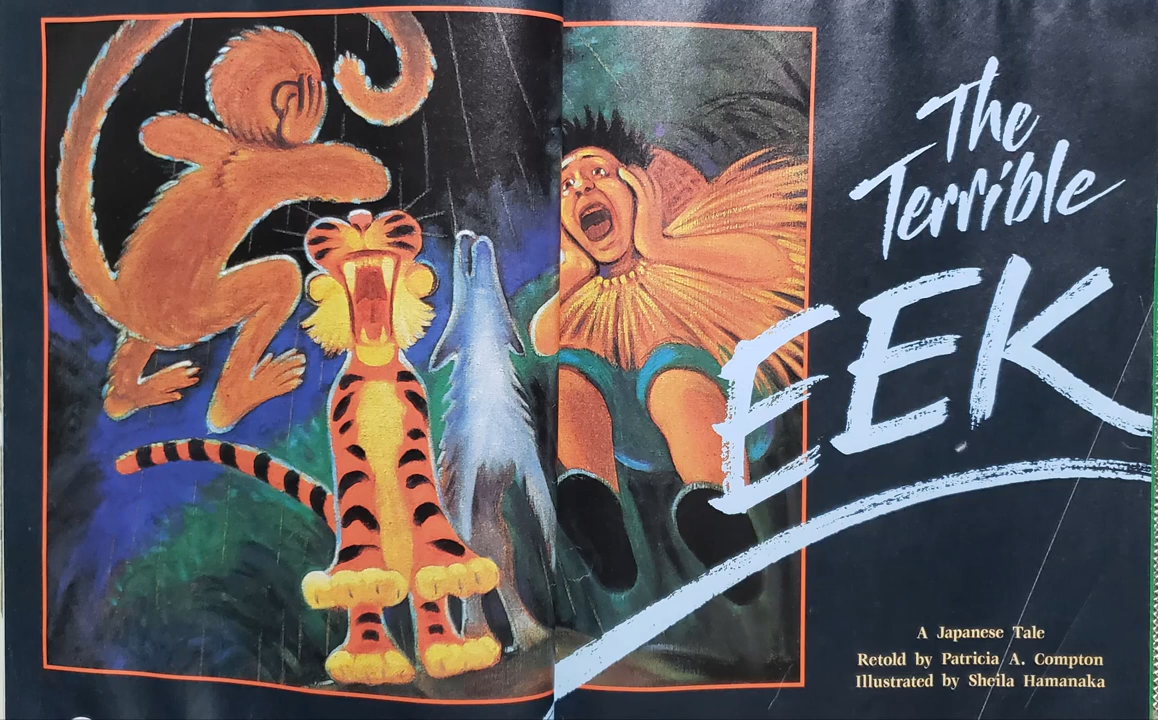 The
Terrible
EEK
A Japanese Tale
Retold by Patricia A. Compton
Illustrated by Sheila Hamanaka